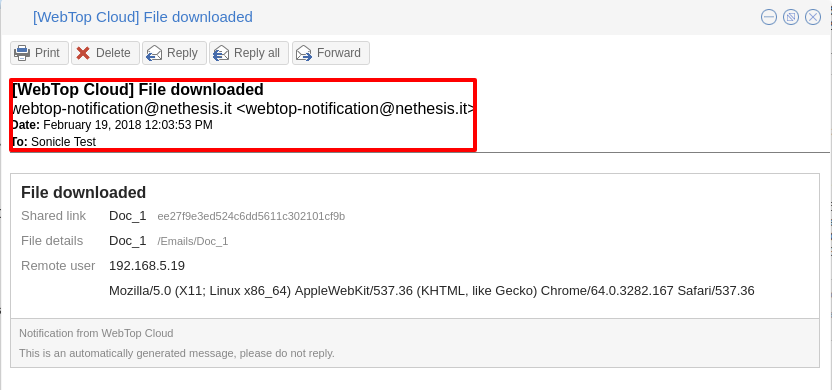 [WebTop Cloud] File downloaded
Print Delete Reply Reply all Forward
[WebTop Cloud] File downloaded
webtop-notification@nethesis.it <webtop-notification@nethesis.it>
Date: February 19, 2018 12:03:53 PM
To: Sonicle Test
File downloaded
Shared link Doc_1 ee27f9e3ed524c6dd5611c302101cf9b
File details Doc_1 /Emails/Doc_1
Remote user 192.168.5.19
Mozilla/5.0 (X11; Linux x86_64) AppleWebKit/537.36 (KHTML, like Gecko) Chrome/64.0.3282.167 Safari/537.36
Notification from WebTop Cloud
This is an automatically generated message, please do not reply.